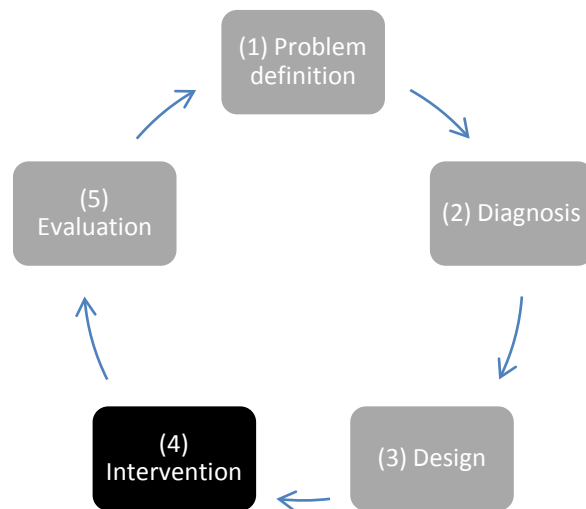 (1) Problem
definition
(2) Diagnosis
(3) Design
(4)
Intervention
(5)
Evaluation